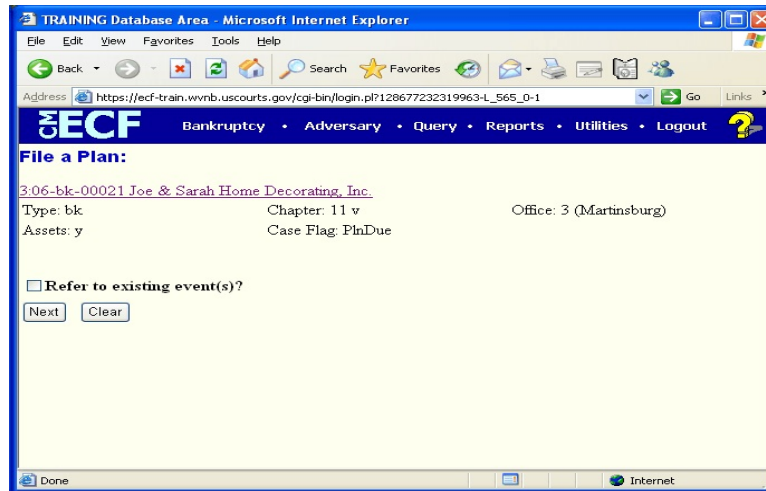 TRAINING Database Area - Microsoft Internet Explorer
File Edit View Favorites Tools Help
Back Search Favorites
Address https://ecf-train.wvnb.uscourts.gov/cgi-bin/login.pl?128677232319963-L_565_0-1 Go Links »
CM ECF Bankruptcy • Adversary • Query • Reports • Utilities • Logout ?
File a Plan:
3:06-bk-00021 Joe & Sarah Home Decorating, Inc.
Type: bk Chapter: 11 v Office: 3 (Martinsburg)
Assets: y Case Flag: PlnDue
Refer to existing event(s)?
Next Clear
Done Internet